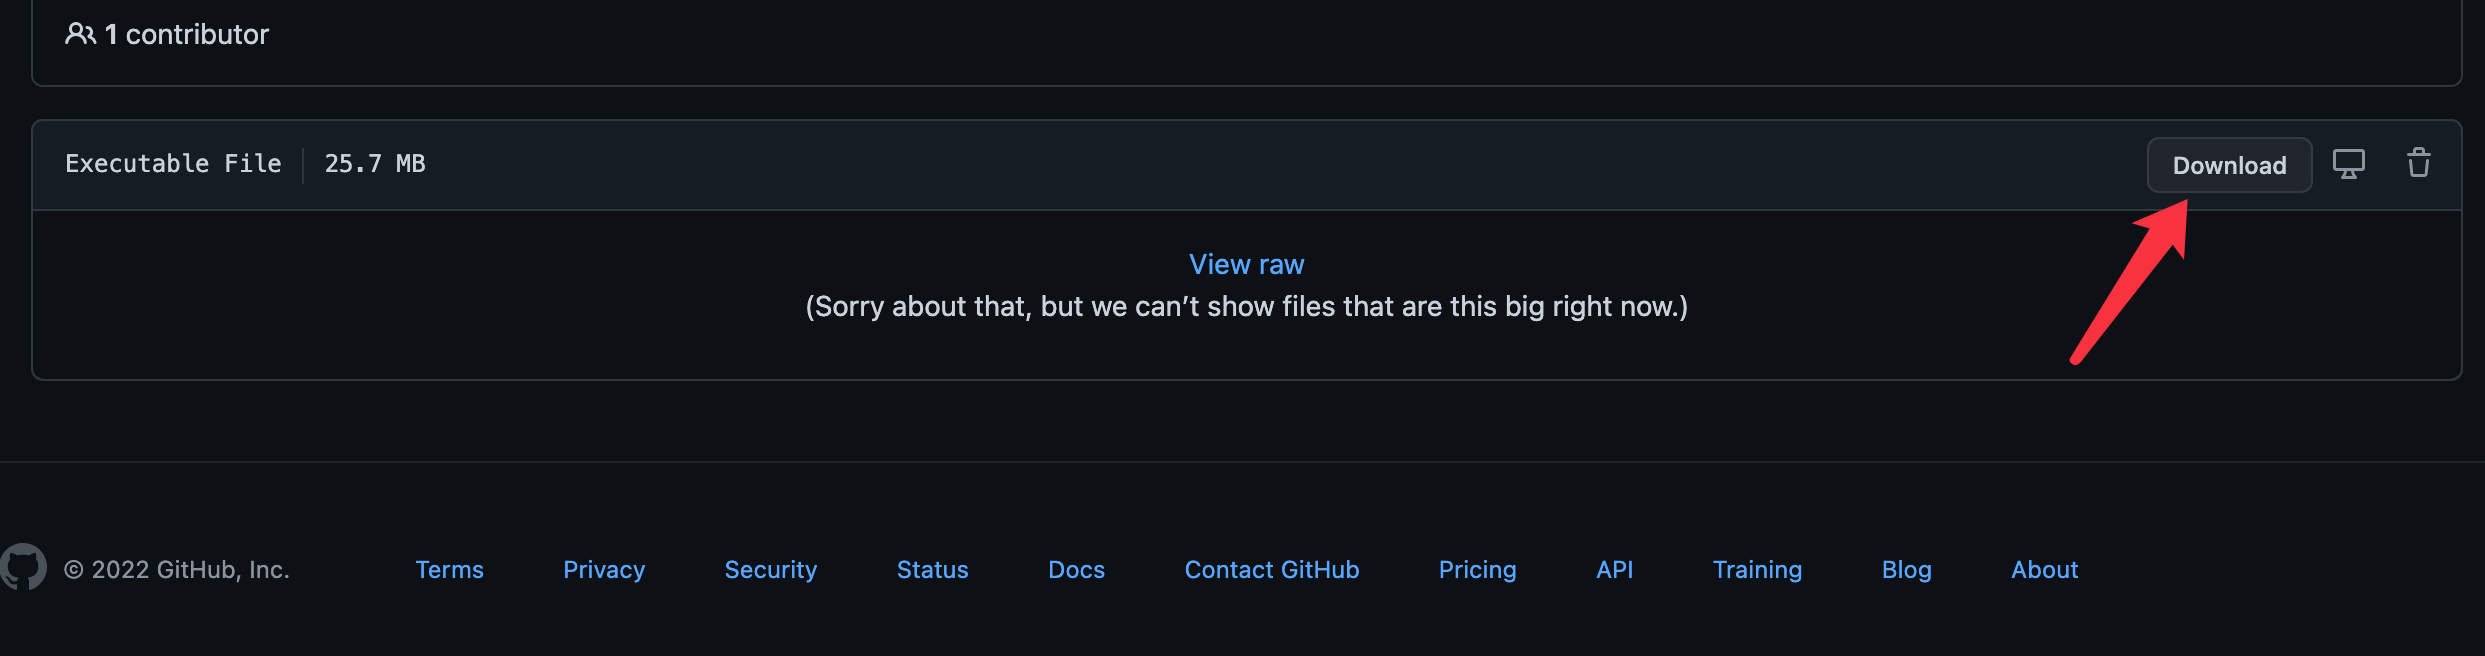 1 contributor
Executable File 25.7 MB Download
View raw
(Sorry about that, but we can’t show files that are this big right now.)
© 2022 GitHub, Inc. Terms Privacy Security Status Docs Contact GitHub Pricing API Training Blog About